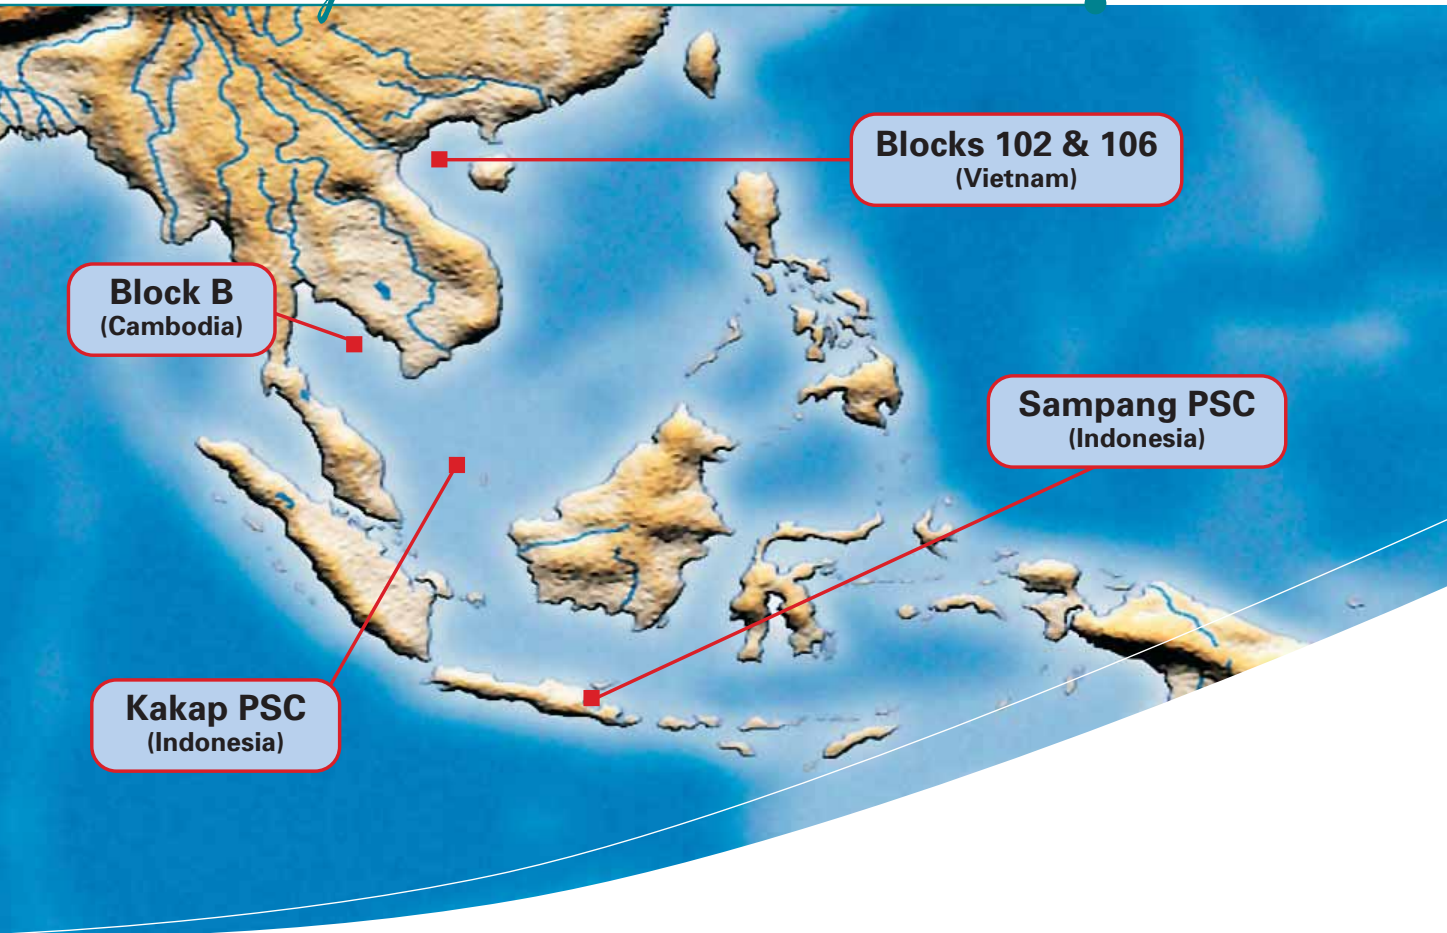 Blocks 102 & 106
(Vietnam)
Block B
(Cambodia)
Sampang PSC
(Indonesia)
Kakap PSC
(Indonesia)